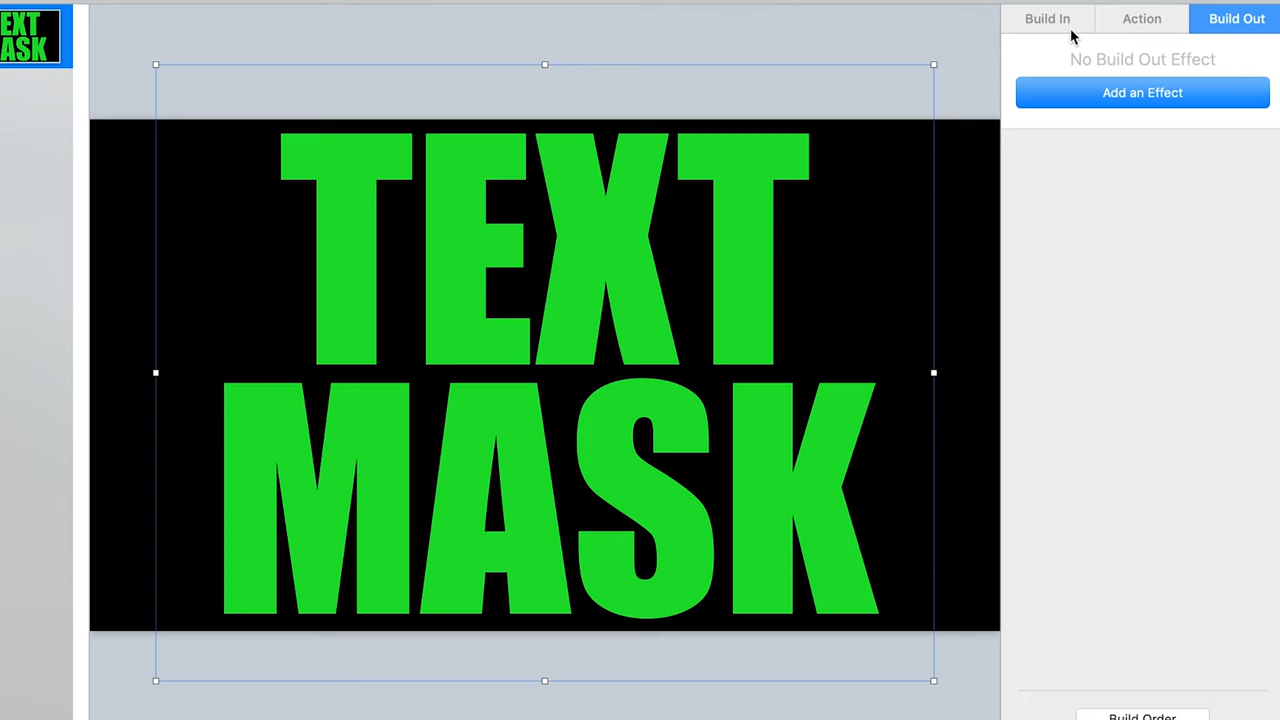 EXT
ASK
Build In
Action
Build Out
No Build Out Effect
Add an Effect
TEXT
MASK
Build Order